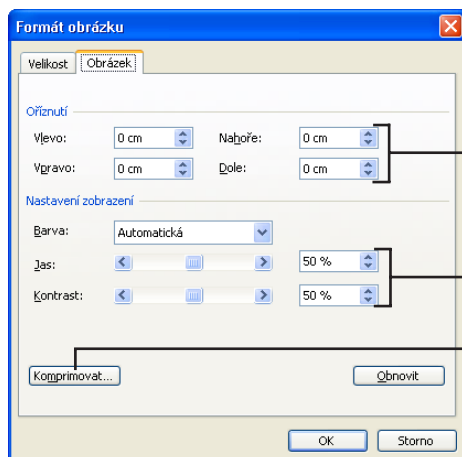 Formát obrázku
Velikost Obrázek
Oříznutí
Vlevo: 0 cm Nahoře: 0 cm
Vpravo: 0 cm Dole: 0 cm
Nastavení zobrazení
Barva: Automatická
Jas: 50 %
Kontrast: 50 %
Komprimovat... Obnovit
OK Storno